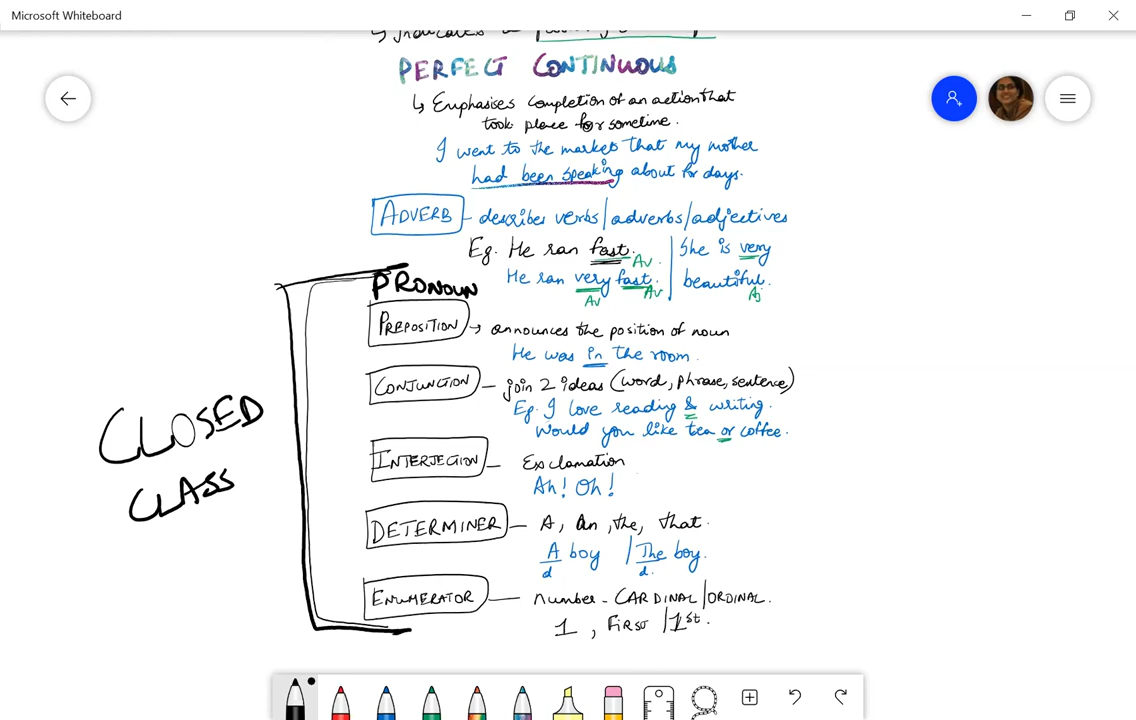 Microsoft Whiteboard
↳ Indicates
PERFECT CONTINUOUS
↳ Emphasises completion of an action that
took place for sometime.
I went to the market that my mother
had been speaking about for days.
ADVERB - describes verbs/adverbs/adjectives
Eg. He ran fast. | She is very
Av
He ran very fast. | beautiful.
Av Av Aj
PRONOUN
PREPOSITION → announces the position of noun
He was in the room.
CONJUNCTION - join 2 ideas (word, phrase, sentence)
Eg. I love reading & writing.
Would you like tea or coffee.
INTERJECTION - Exclamation
Ah! Oh!
DETERMINER - A, An, the, that.
A boy / The boy.
d d.
ENUMERATOR - number - CARDINAL/ORDINAL.
1, FIRST/1st.
CLOSED
CLASS